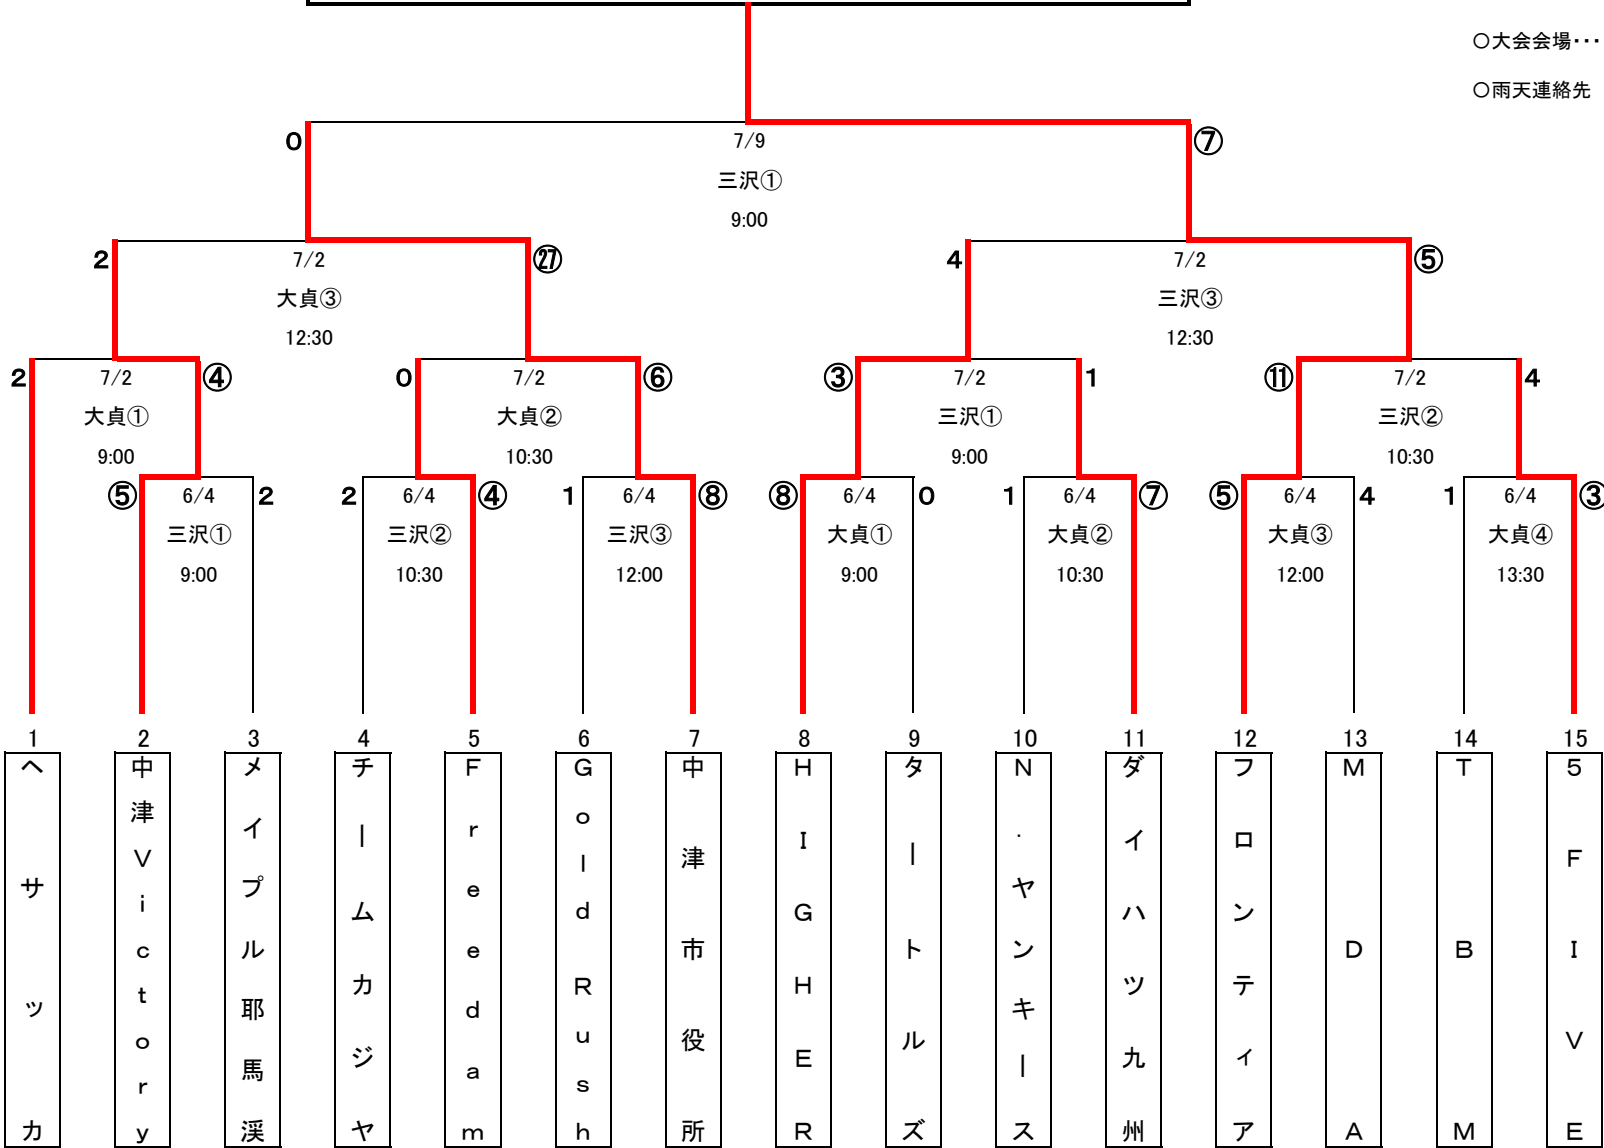 ○大会会場・・・
○雨天連絡先
0 7/9 ⑦
三沢①
9:00
2 7/2 ㉗ 4 7/2 ⑤
大貞③ 三沢③
12:30 12:30
2 7/2 ④ 0 7/2 ⑥ ③ 7/2 1 ⑪ 7/2 4
大貞① 大貞② 三沢① 三沢②
9:00 10:30 9:00 10:30
⑤ 6/4 2 2 6/4 ④ 1 6/4 ⑧ ⑧ 6/4 0 1 6/4 ⑦ ⑤ 6/4 4 1 6/4 ③
三沢① 三沢② 三沢③ 大貞① 大貞② 大貞③ 大貞④
9:00 10:30 12:00 9:00 10:30 12:00 13:30
1 2 3 4 5 6 7 8 9 10 11 12 13 14 15
ヘサッカ
中津Victory
メイプル耶馬渓
チームカジヤ
Freedam
Gold Rush
中津市役所
HIGHER
タートルズ
N.ヤンキース
ダイハツ九州
フロンティア
MDA
TBM
5FIVE